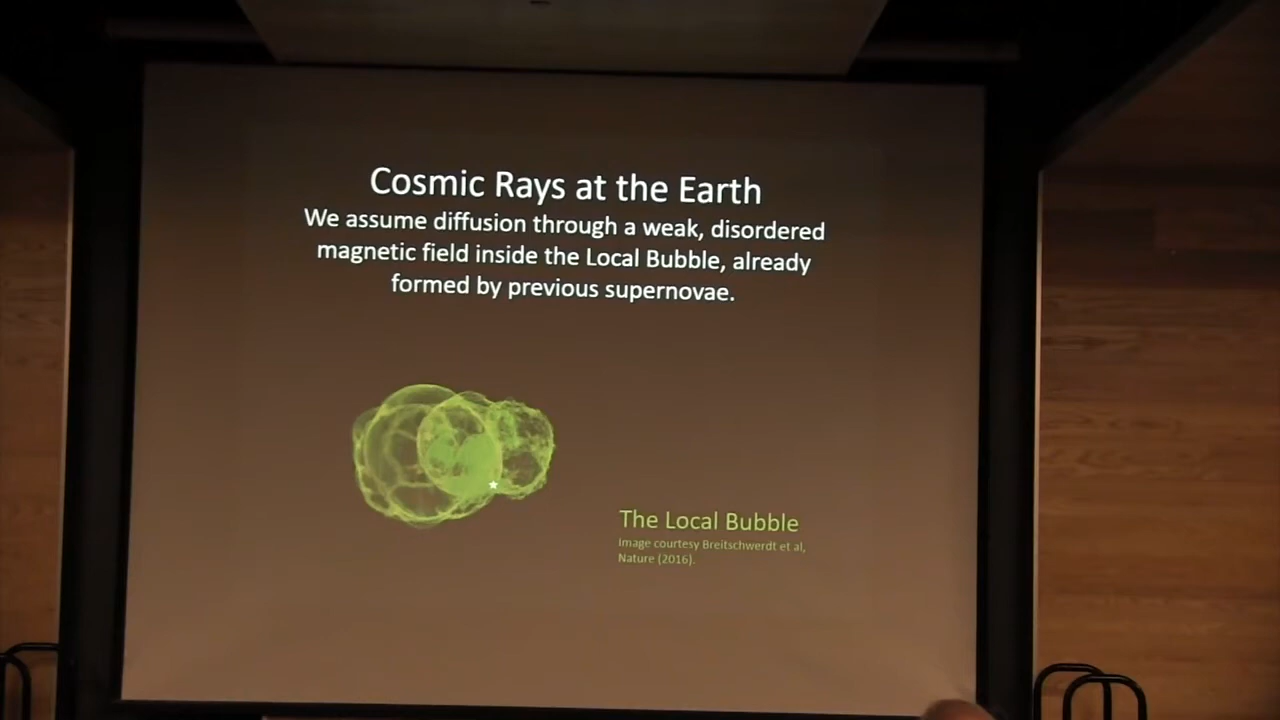 Cosmic Rays at the Earth
We assume diffusion through a weak, disordered
magnetic field inside the Local Bubble, already
formed by previous supernovae.
The Local Bubble
Image courtesy Breitschwerdt et al,
Nature (2016).